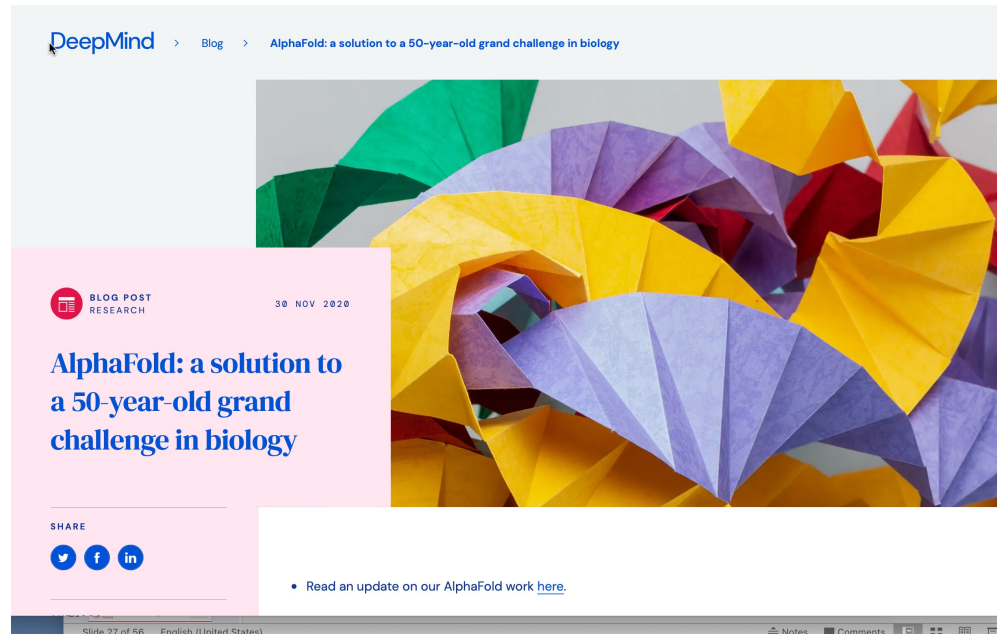 DeepMind > Blog > AlphaFold: a solution to a 50-year-old grand challenge in biology
BLOG POST
RESEARCH
30 NOV 2020
AlphaFold: a solution to
a 50-year-old grand
challenge in biology
SHARE
• Read an update on our AlphaFold work here.
Slide 27 of 56 English (United States)
Notes Comments